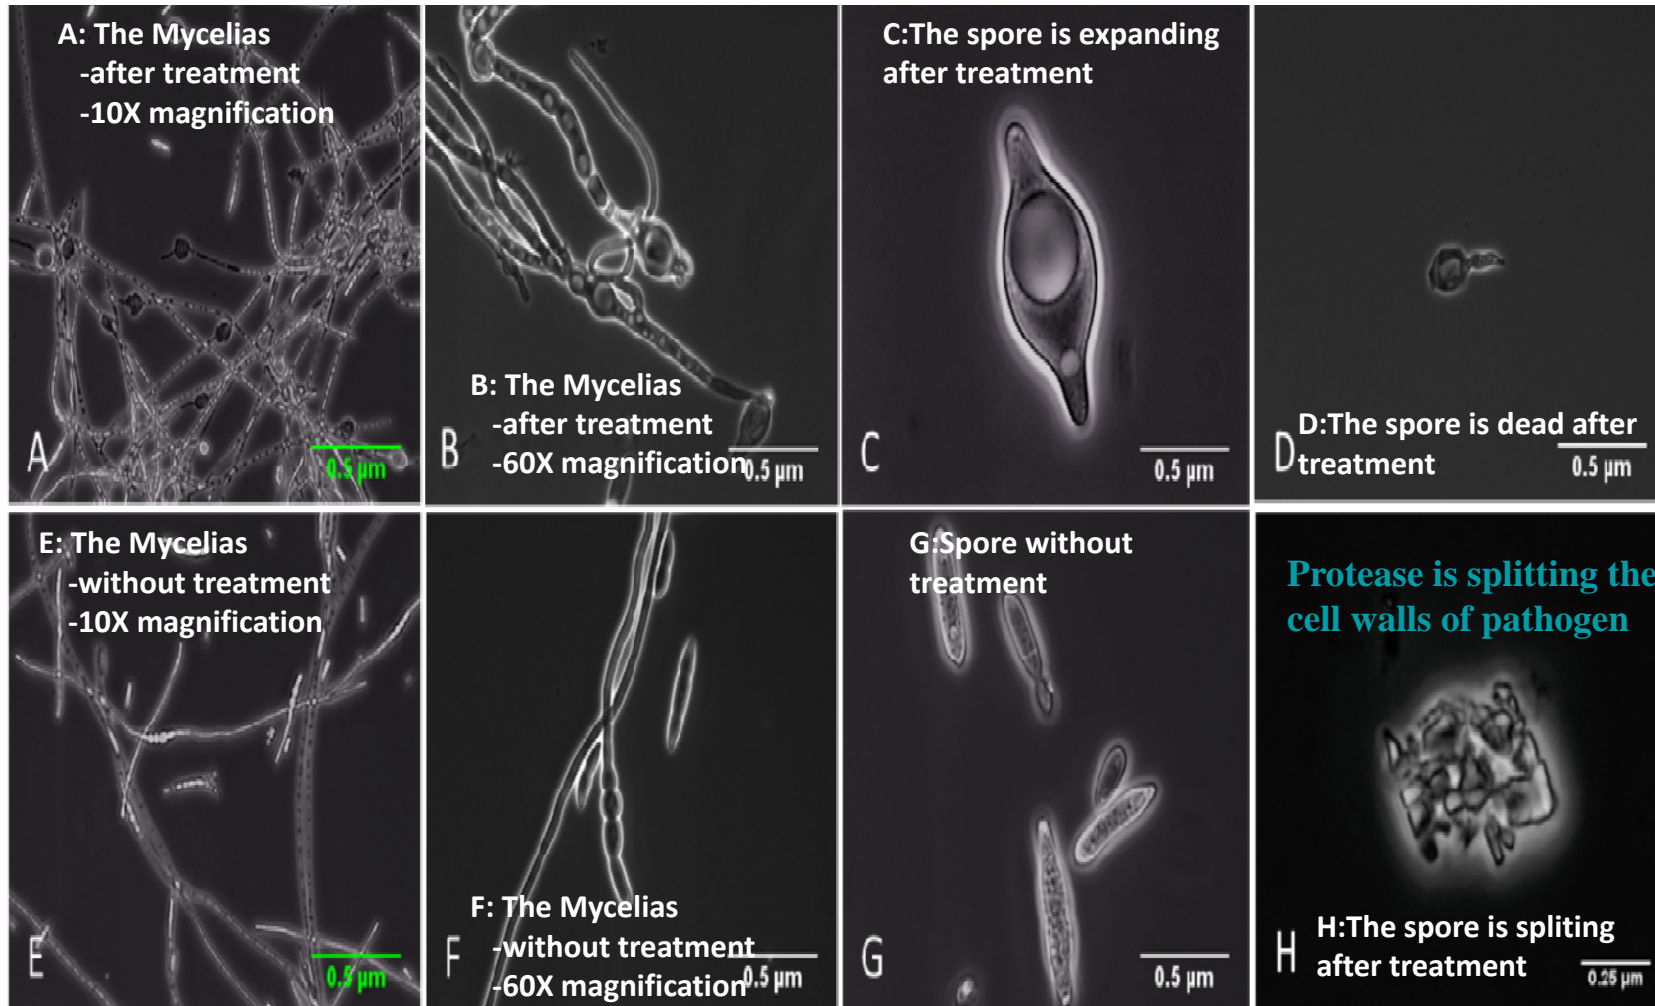 A: The Mycelias
-after treatment
-10X magnification
A
0.5 µm
B: The Mycelias
-after treatment
-60X magnification
B
0.5 µm
C:The spore is expanding
after treatment
C
0.5 µm
D:The spore is dead after
treatment
D
0.5 µm
E: The Mycelias
-without treatment
-10X magnification
E
0.5 µm
F: The Mycelias
-without treatment
-60X magnification
F
0.5 µm
G:Spore without
treatment
G
0.5 µm
Protease is splitting the
cell walls of pathogen
H:The spore is spliting
after treatment
H
0.25 µm